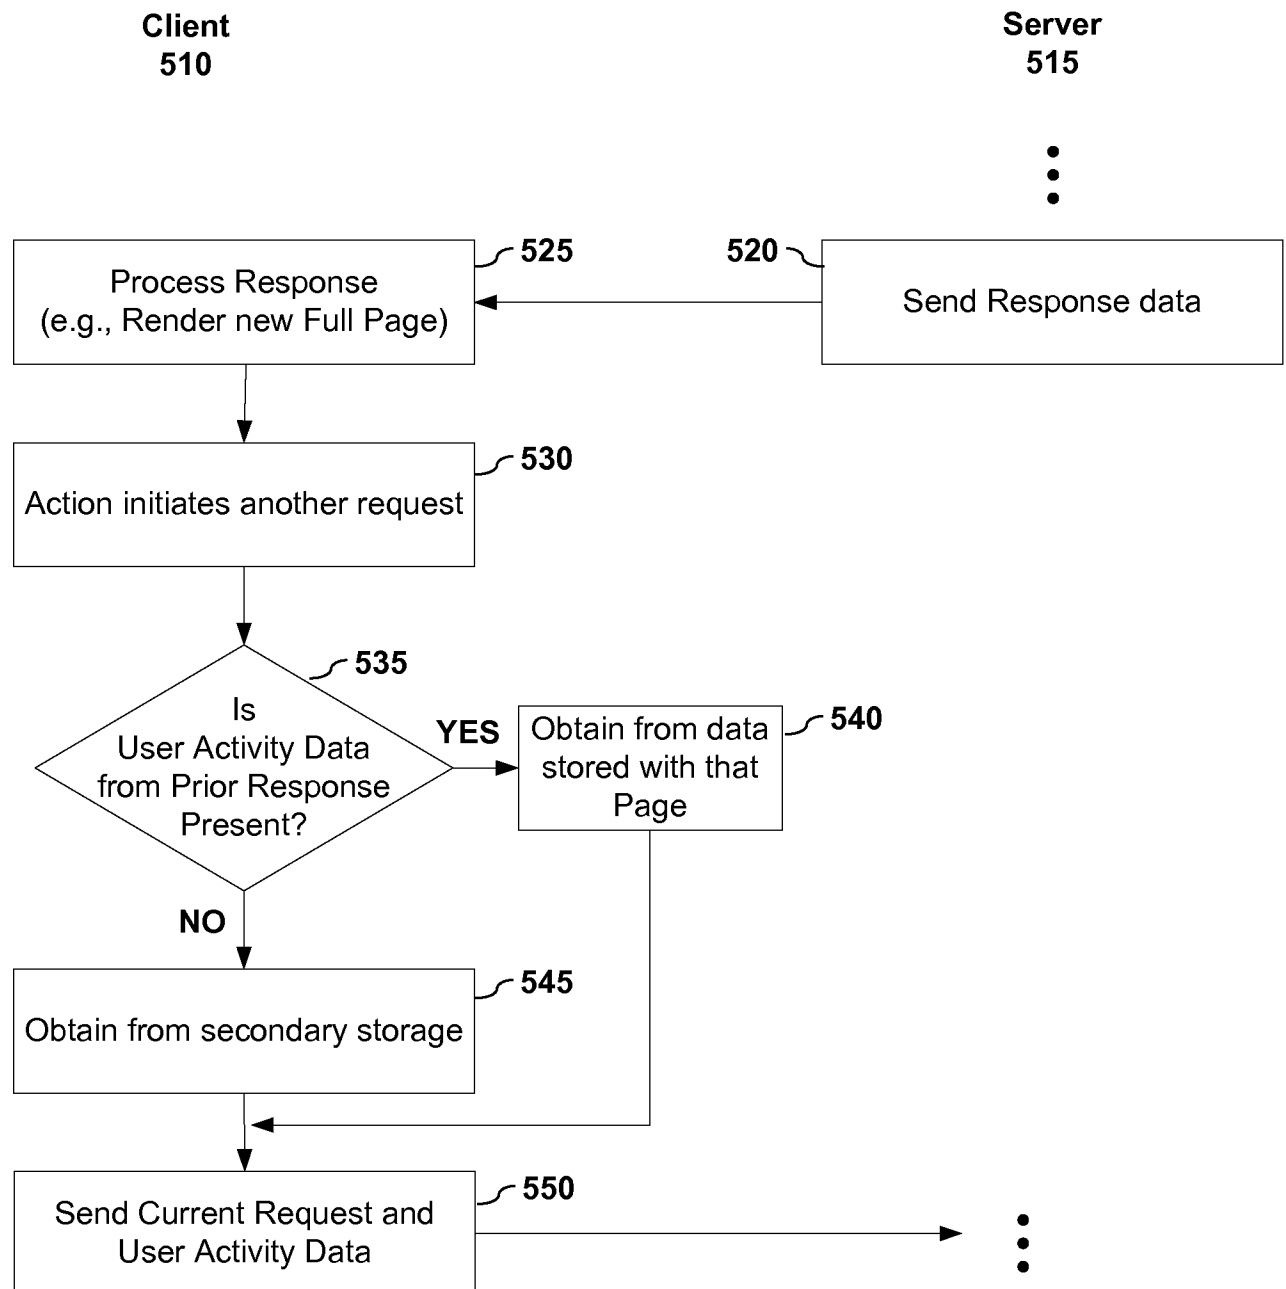 Client
510
Server
515
525
520
Process Response
(e.g., Render new Full Page)
Send Response data
530
Action initiates another request
535
Is
User Activity Data
from Prior Response
Present?
YES
540
Obtain from data
stored with that
Page
NO
545
Obtain from secondary storage
550
Send Current Request and
User Activity Data